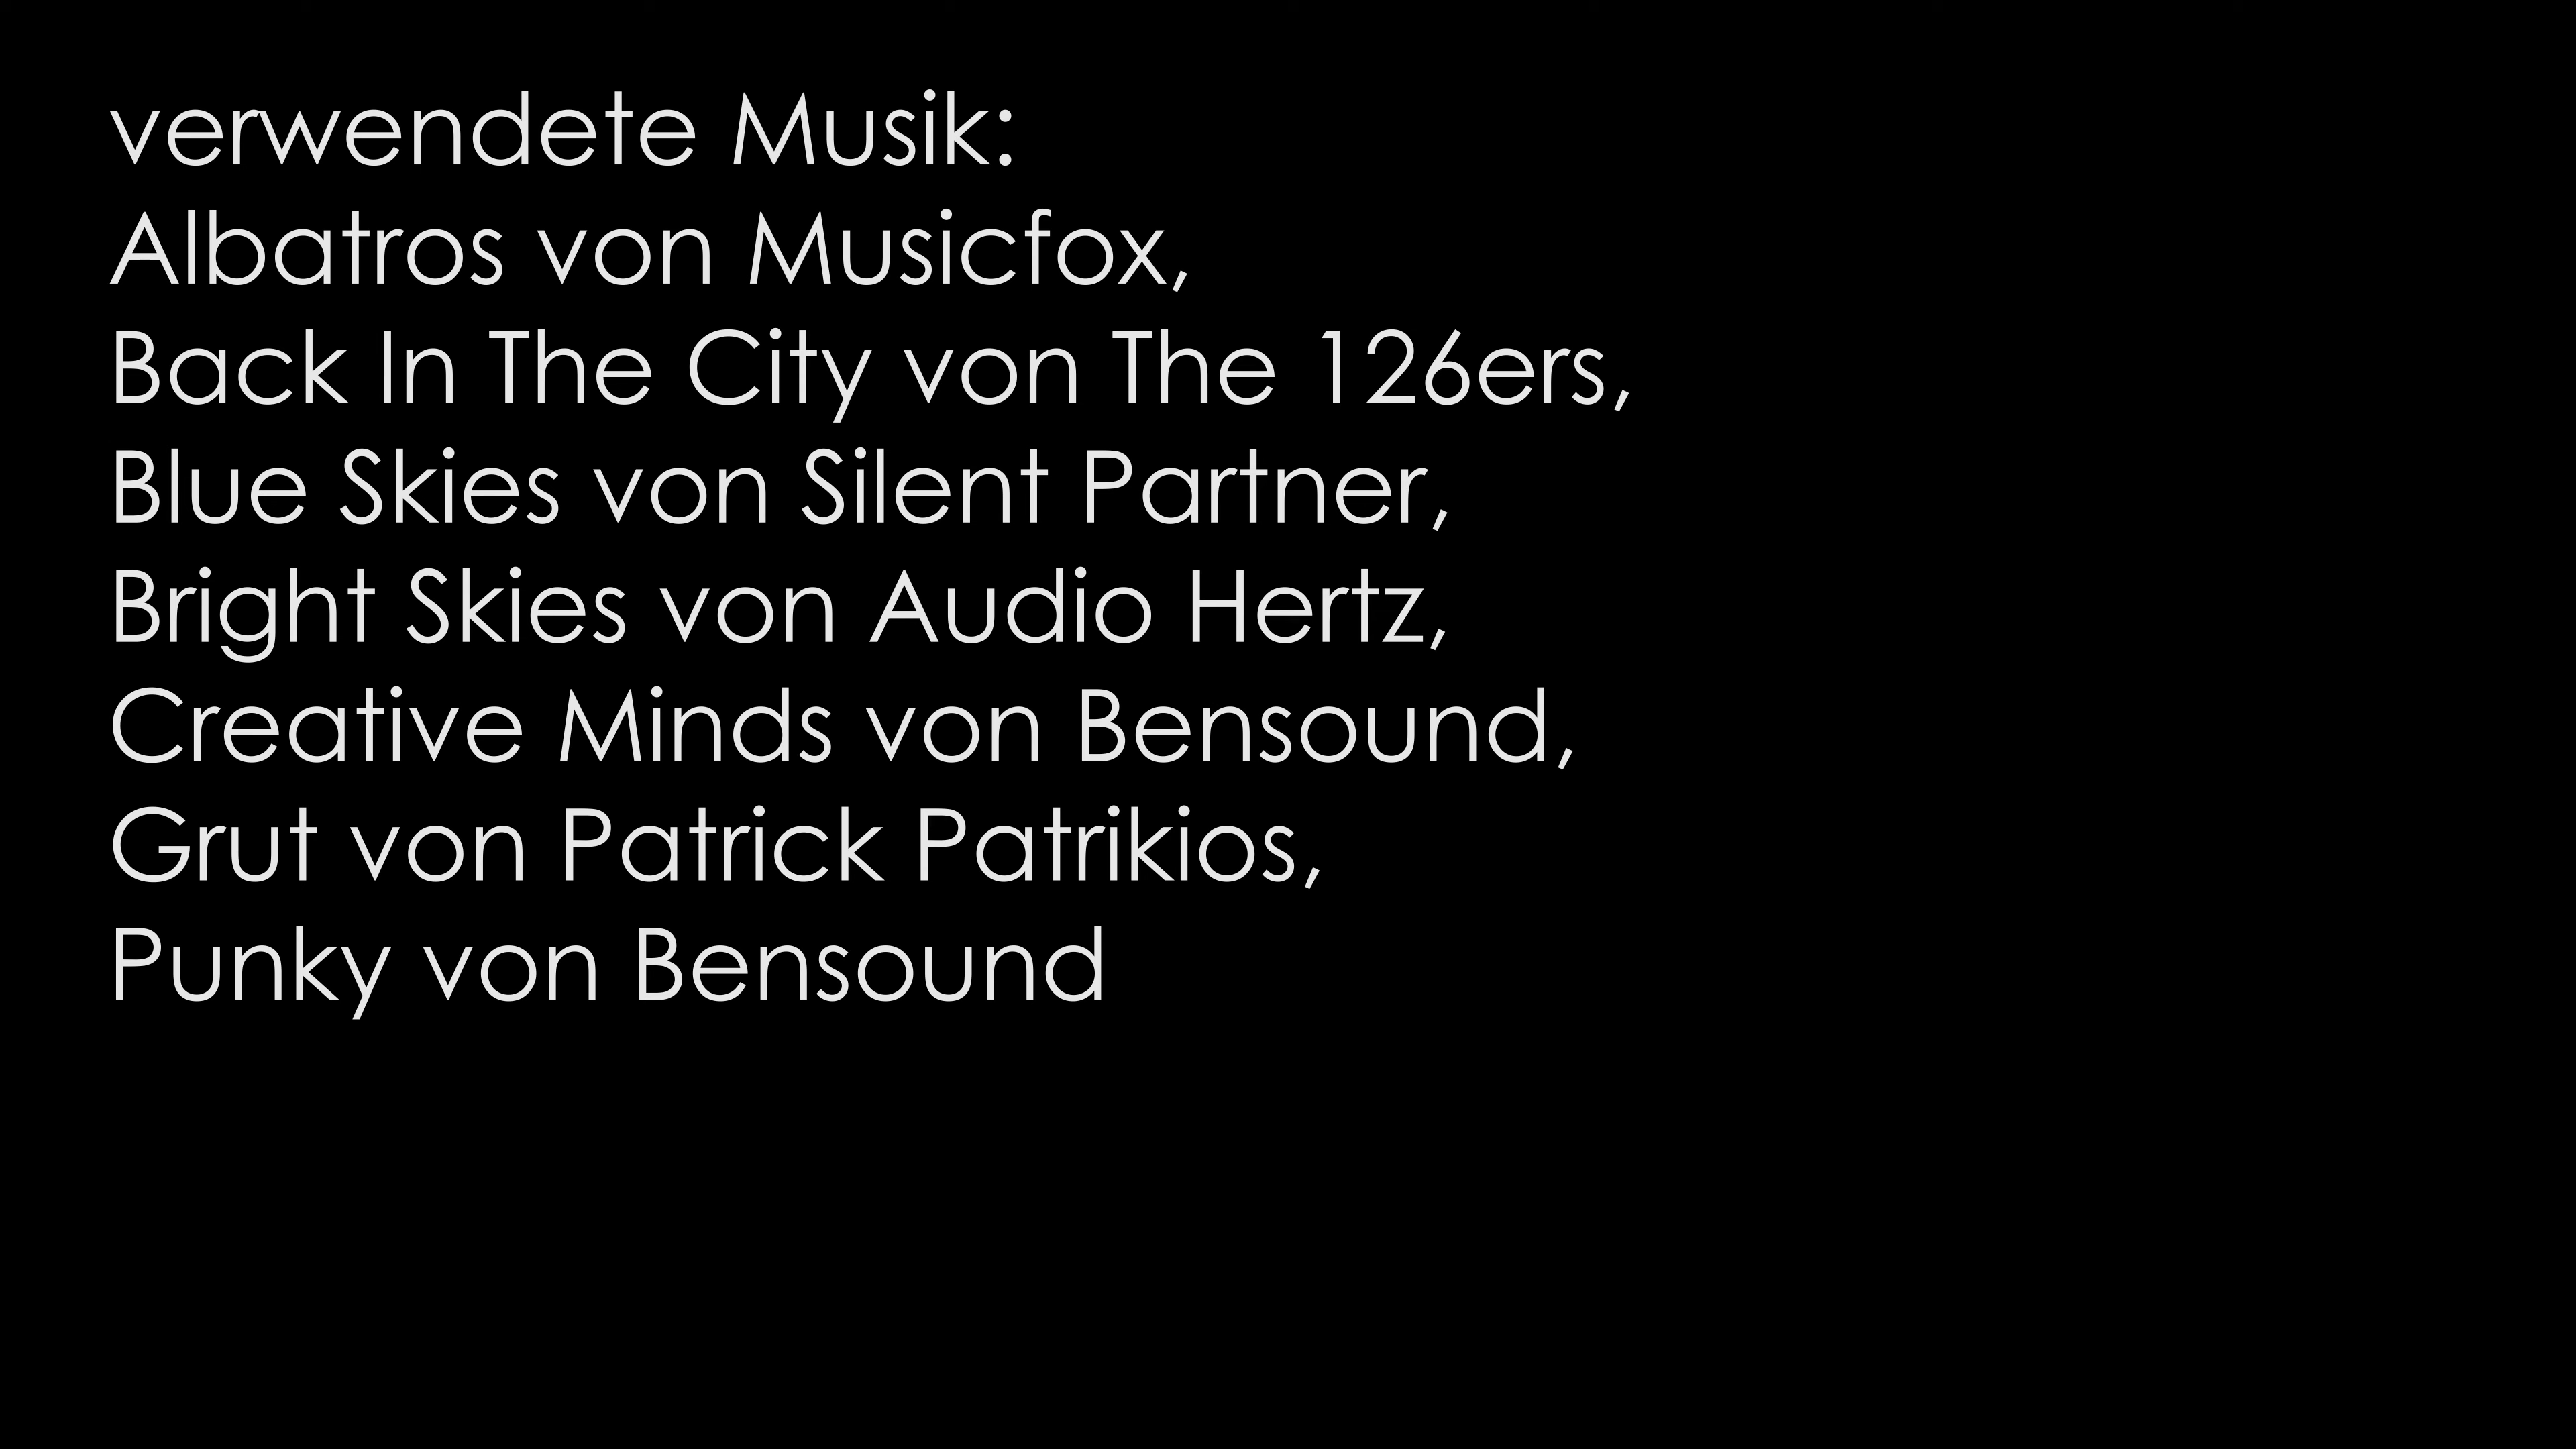 verwendete Musik:
Albatros von Musicfox,
Back In The City von The 126ers,
Blue Skies von Silent Partner,
Bright Skies von Audio Hertz,
Creative Minds von Bensound,
Grut von Patrick Patrikios,
Punky von Bensound